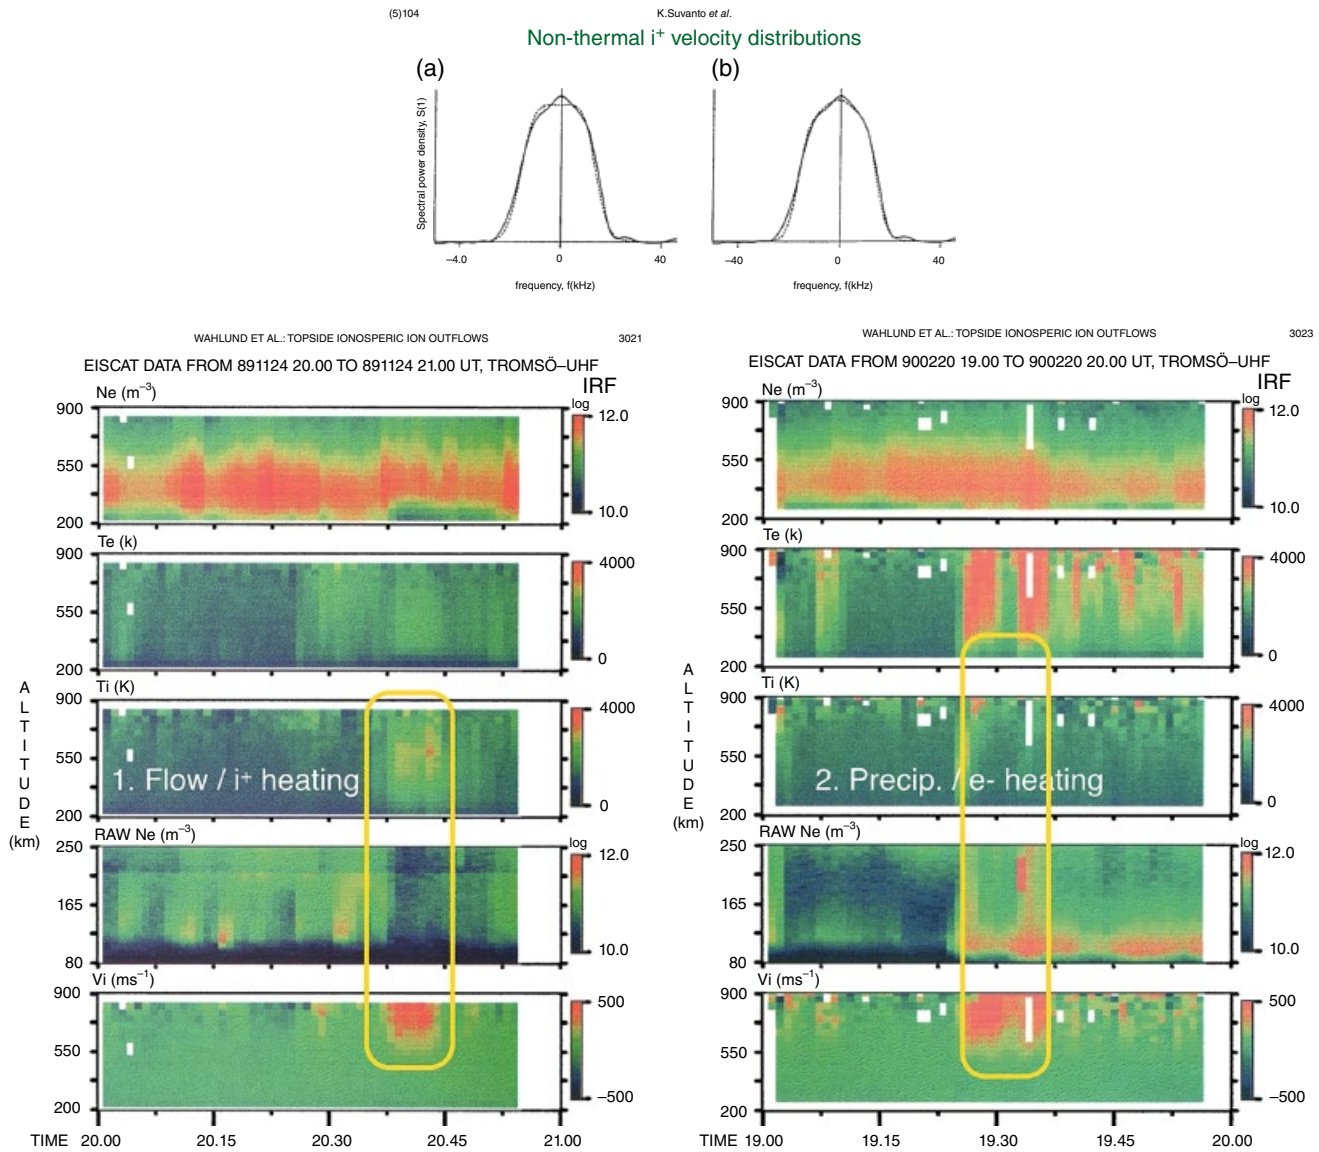 (5)104
K.Suvanto et al.
Non-thermal i+ velocity distributions
(a)
(b)
Spectral power density, S(1)
–4.0 0 40
–40 0 40
frequency, f(kHz)
frequency, f(kHz)
WAHLUND ET AL.: TOPSIDE IONOSPERIC ION OUTFLOWS 3021
EISCAT DATA FROM 891124 20.00 TO 891124 21.00 UT, TROMSÖ–UHF
IRF
Ne (m–3)
log
900
550
200
12.0
10.0
Te (k)
900
550
200
4000
0
Ti (K)
900
550
200
4000
0
1. Flow / i+ heating
ALTITUDE
(km)
RAW Ne (m–3)
log
250
165
80
12.0
10.0
Vi (ms–1)
900
550
200
500
–500
TIME 20.00 20.15 20.30 20.45 21.00
WAHLUND ET AL.: TOPSIDE IONOSPERIC ION OUTFLOWS 3023
EISCAT DATA FROM 900220 19.00 TO 900220 20.00 UT, TROMSÖ–UHF
IRF
Ne (m–3)
log
900
550
200
12.0
10.0
Te (k)
900
550
200
4000
0
Ti (K)
900
550
200
4000
0
2. Precip. / e- heating
ALTITUDE
(km)
RAW Ne (m–3)
log
250
165
80
12.0
10.0
Vi (ms–1)
900
550
200
500
–500
TIME 19.00 19.15 19.30 19.45 20.00